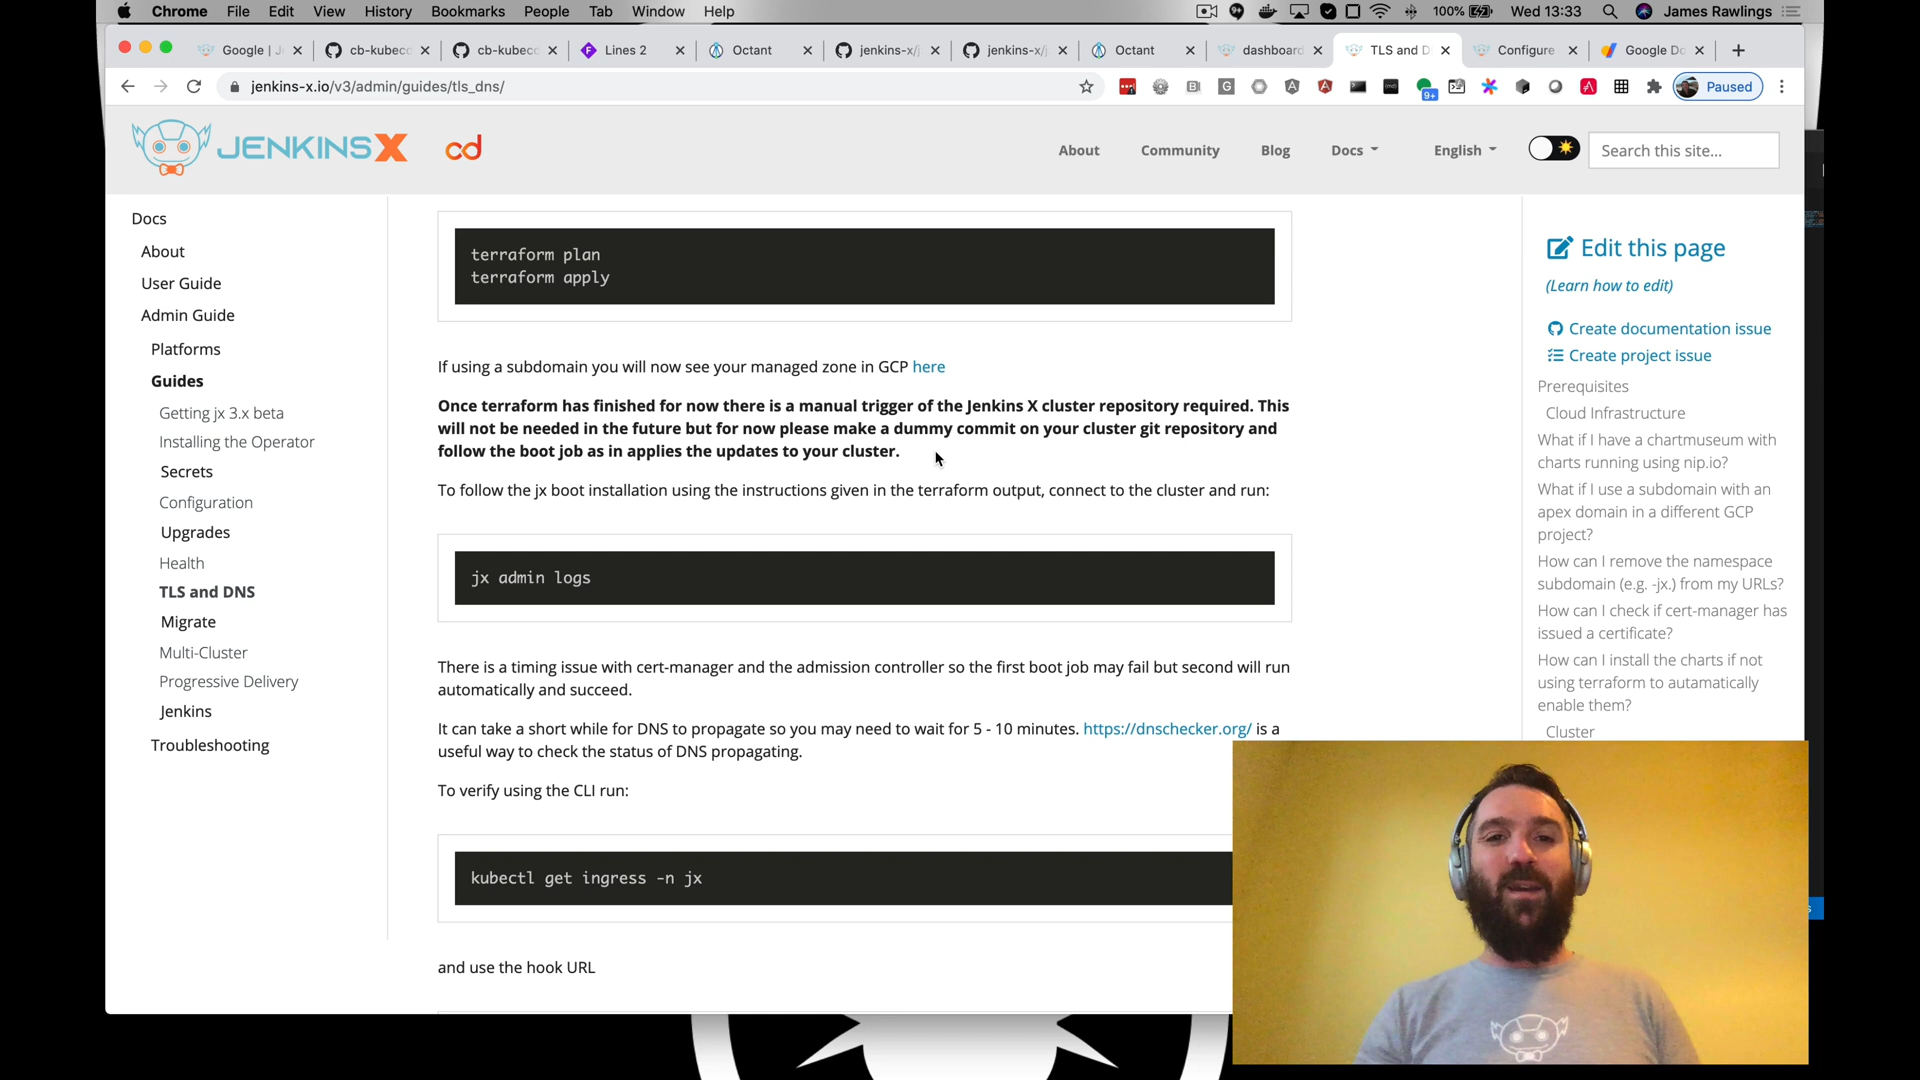 Chrome File Edit View History Bookmarks People Tab Window Help
100% Wed 13:33 James Rawlings
Google | J cb-kubec cb-kubec Lines 2 Octant jenkins-x/j jenkins-x/j Octant dashboard TLS and D Configure Google Do
jenkins-x.io/v3/admin/guides/tls_dns/
9+
Paused
JENKINS X cd
About Community Blog Docs English Search this site...
Docs
About
User Guide
Admin Guide
Platforms
Guides
Getting jx 3.x beta
Installing the Operator
Secrets
Configuration
Upgrades
Health
TLS and DNS
Migrate
Multi-Cluster
Progressive Delivery
Jenkins
Troubleshooting
terraform plan
terraform apply
If using a subdomain you will now see your managed zone in GCP here
Once terraform has finished for now there is a manual trigger of the Jenkins X cluster repository required. This
will not be needed in the future but for now please make a dummy commit on your cluster git repository and
follow the boot job as in applies the updates to your cluster.
To follow the jx boot installation using the instructions given in the terraform output, connect to the cluster and run:
jx admin logs
There is a timing issue with cert-manager and the admission controller so the first boot job may fail but second will run
automatically and succeed.
It can take a short while for DNS to propagate so you may need to wait for 5 - 10 minutes. https://dnschecker.org/ is a
useful way to check the status of DNS propagating.
To verify using the CLI run:
kubectl get ingress -n jx
and use the hook URL
Edit this page
(Learn how to edit)
Create documentation issue
Create project issue
Prerequisites
Cloud Infrastructure
What if I have a chartmuseum with
charts running using nip.io?
What if I use a subdomain with an
apex domain in a different GCP
project?
How can I remove the namespace
subdomain (e.g. -jx.) from my URLs?
How can I check if cert-manager has
issued a certificate?
How can I install the charts if not
using terraform to autamatically
enable them?
Cluster